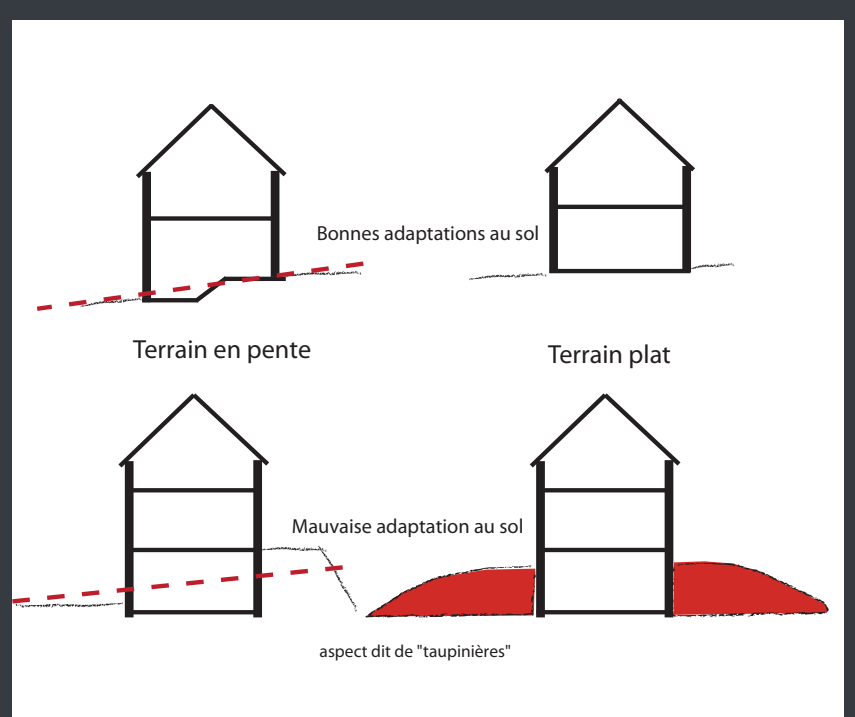 Bonnes adaptations au sol
Terrain en pente
Terrain plat
Mauvaise adaptation au sol
aspect dit de "taupinières"